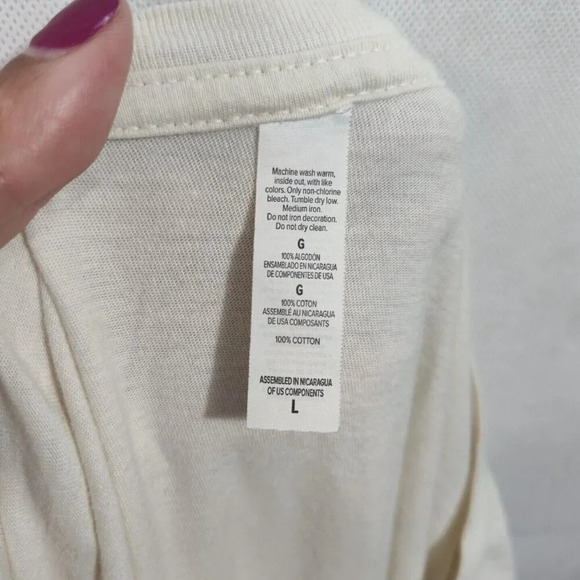 Machine wash warm,
inside out, with like
colors. Only non-chlorine
bleach. Tumble dry low.
Medium iron.
Do not iron decoration.
Do not dry clean.
G
100% ALGODÓN
ENSAMBLADO EN NICARAGUA
DE COMPONENTES DE USA
G
100% COTON
ASSEMBLÉ AU NICARAGUA
DE USA COMPOSANTS
100% COTTON
ASSEMBLED IN NICARAGUA
OF US COMPONENTS
L